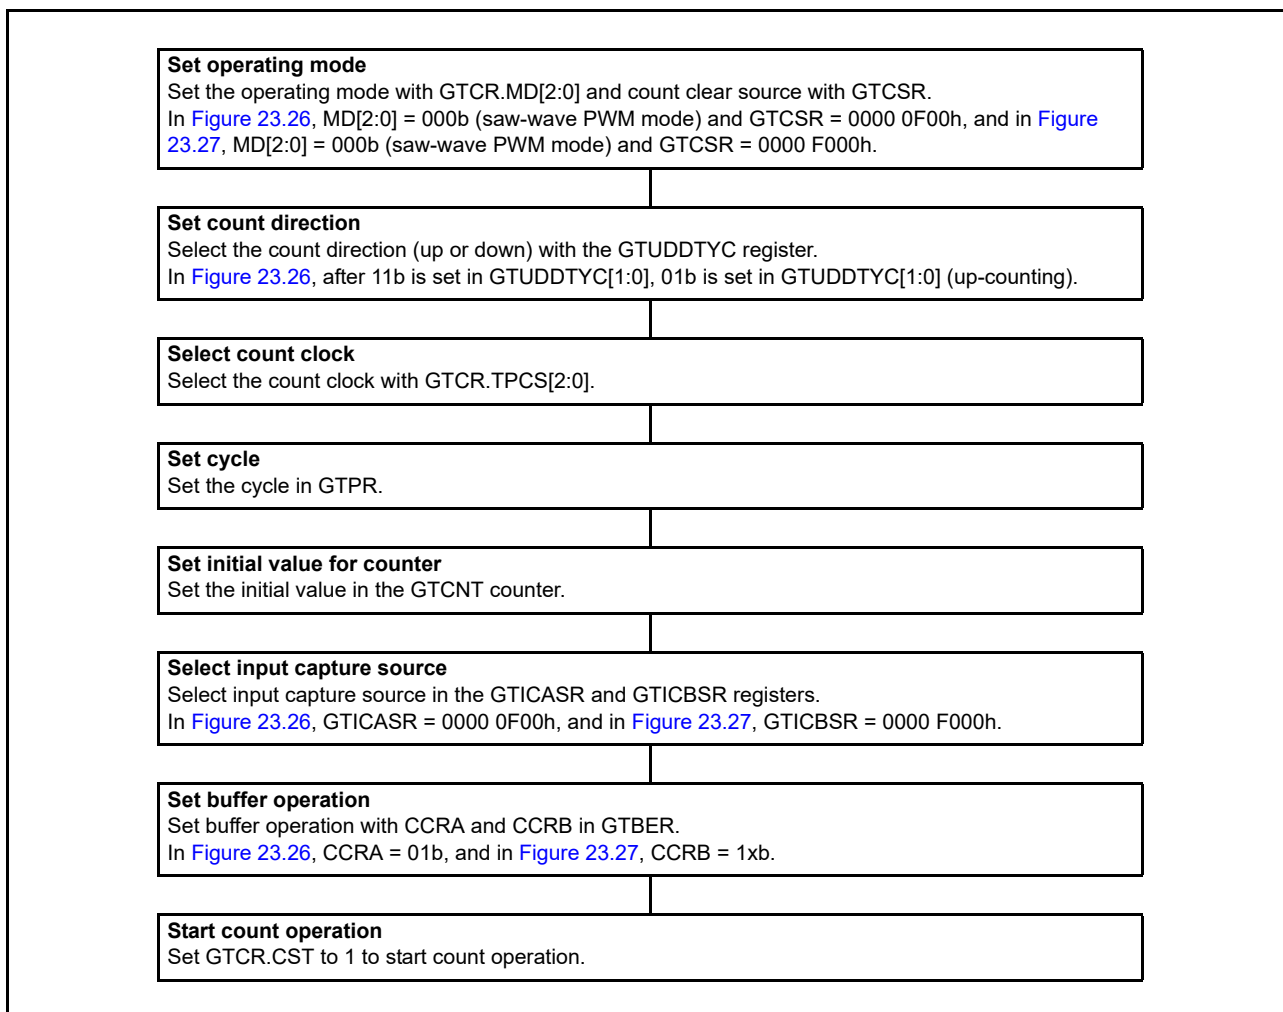 Set operating mode
Set the operating mode with GTCR.MD[2:0] and count clear source with GTCSR.
In Figure 23.26, MD[2:0] = 000b (saw-wave PWM mode) and GTCSR = 0000 0F00h, and in Figure
23.27, MD[2:0] = 000b (saw-wave PWM mode) and GTCSR = 0000 F000h.
Set count direction
Select the count direction (up or down) with the GTUDDTYC register.
In Figure 23.26, after 11b is set in GTUDDTYC[1:0], 01b is set in GTUDDTYC[1:0] (up-counting).
Select count clock
Select the count clock with GTCR.TPCS[2:0].
Set cycle
Set the cycle in GTPR.
Set initial value for counter
Set the initial value in the GTCNT counter.
Select input capture source
Select input capture source in the GTICASR and GTICBSR registers.
In Figure 23.26, GTICASR = 0000 0F00h, and in Figure 23.27, GTICBSR = 0000 F000h.
Set buffer operation
Set buffer operation with CCRA and CCRB in GTBER.
In Figure 23.26, CCRA = 01b, and in Figure 23.27, CCRB = 1xb.
Start count operation
Set GTCR.CST to 1 to start count operation.